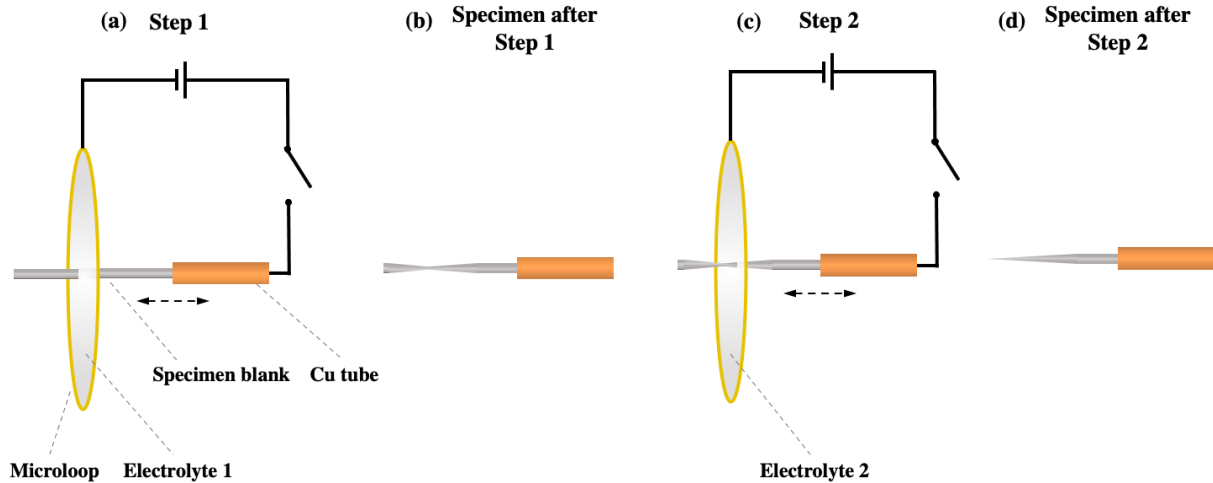 (a) Step 1
(b) Specimen after
Step 1
(c) Step 2
(d) Specimen after
Step 2
Specimen blank
Cu tube
Microloop
Electrolyte 1
Electrolyte 2